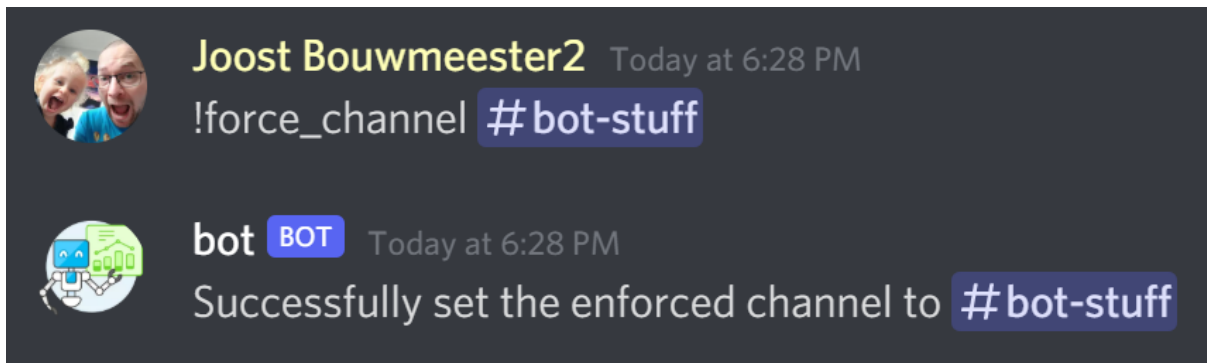 Joost Bouwmeester2 Today at 6:28 PM
!force_channel #bot-stuff
bot BOT Today at 6:28 PM
Successfully set the enforced channel to #bot-stuff